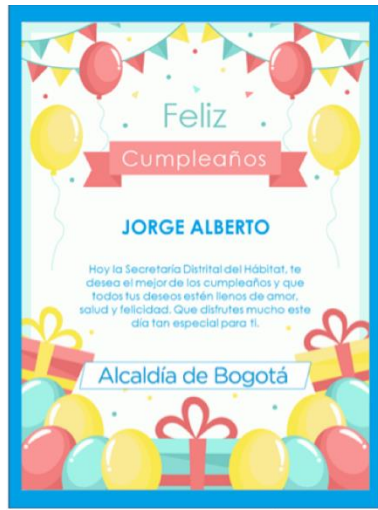 Feliz
Cumpleaños
JORGE ALBERTO
Hoy la Secretaría Distrital del Hábitat, te
desea el mejor de los cumpleaños y que
todos tus deseos estén llenos de amor,
salud y felicidad. Que disfrutes mucho este
día tan especial para ti.
Alcaldía de Bogotá